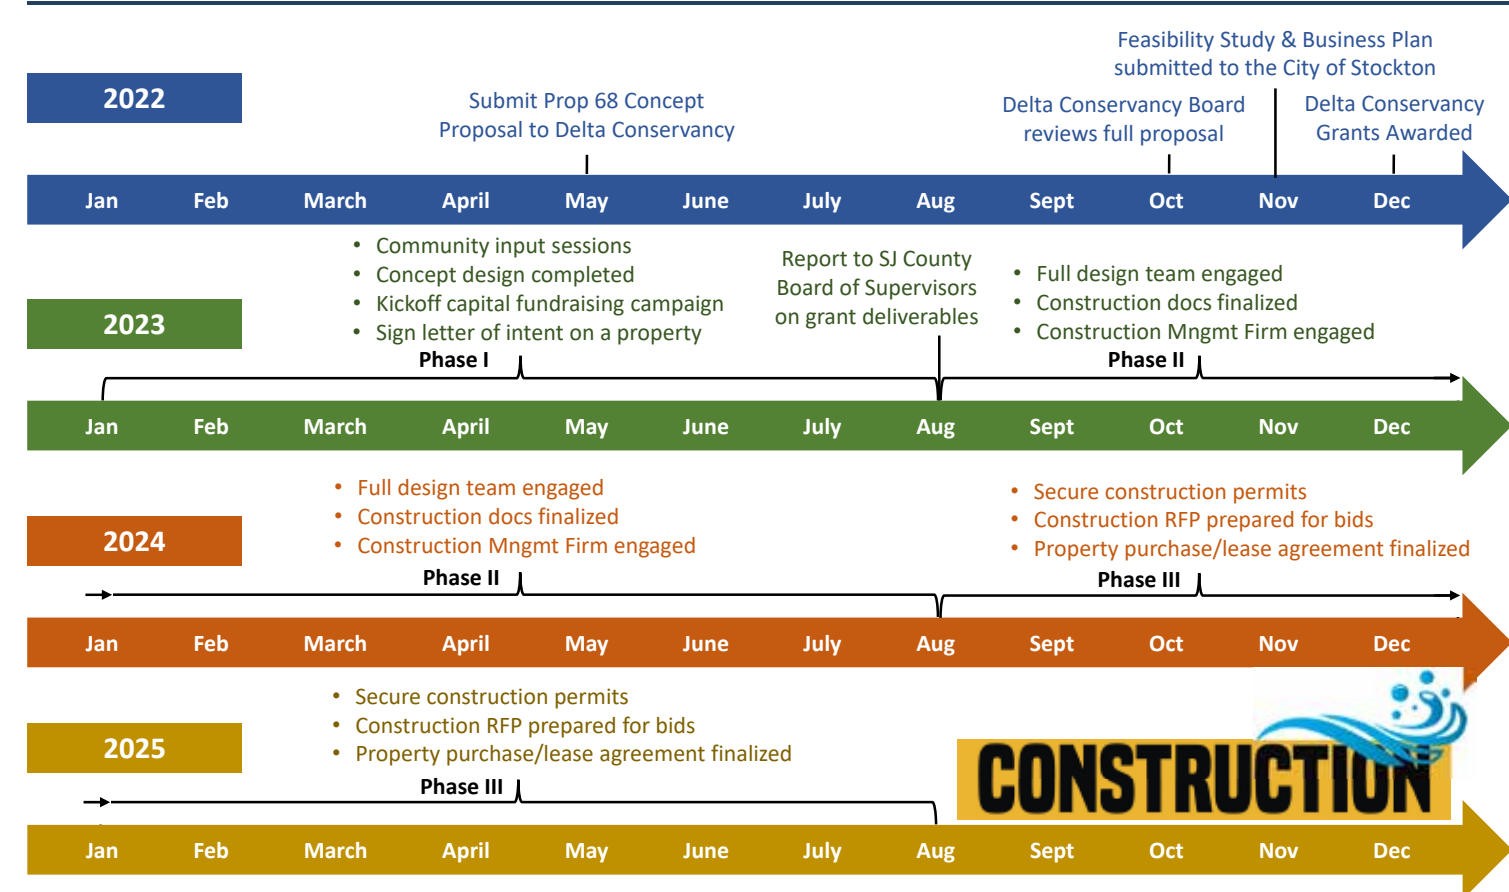 Feasibility Study & Business Plan
submitted to the City of Stockton
2022
Submit Prop 68 Concept
Proposal to Delta Conservancy
Delta Conservancy Board
reviews full proposal
Delta Conservancy
Grants Awarded
Jan Feb March April May June July Aug Sept Oct Nov Dec
2023
• Community input sessions
• Concept design completed
• Kickoff capital fundraising campaign
• Sign letter of intent on a property
Report to SJ County
Board of Supervisors
on grant deliverables
• Full design team engaged
• Construction docs finalized
• Construction Mngmt Firm engaged
Phase I
Phase II
Jan Feb March April May June July Aug Sept Oct Nov Dec
2024
• Full design team engaged
• Construction docs finalized
• Construction Mngmt Firm engaged
• Secure construction permits
• Construction RFP prepared for bids
• Property purchase/lease agreement finalized
Phase II
Phase III
Jan Feb March April May June July Aug Sept Oct Nov Dec
2025
• Secure construction permits
• Construction RFP prepared for bids
• Property purchase/lease agreement finalized
Phase III
CONSTRUCTION
Jan Feb March April May June July Aug Sept Oct Nov Dec